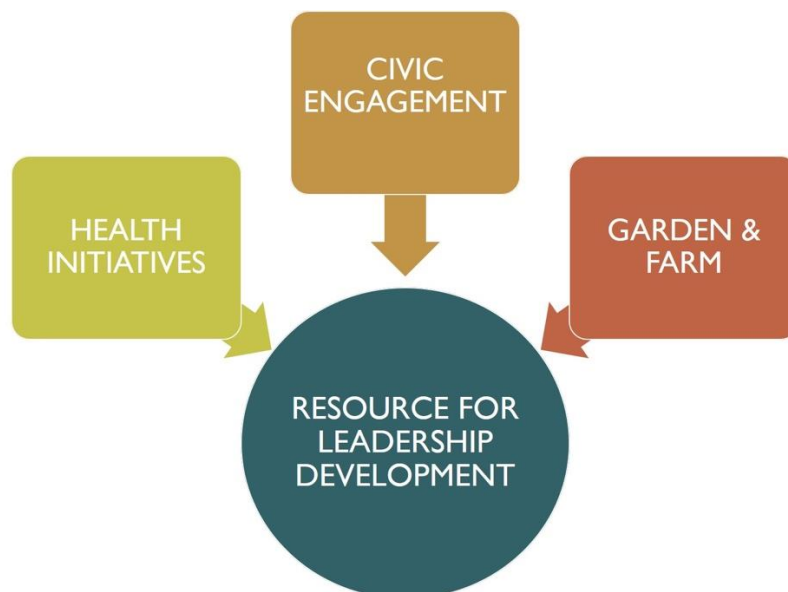 CIVIC
ENGAGEMENT
HEALTH
INITIATIVES
GARDEN &
FARM
RESOURCE FOR
LEADERSHIP
DEVELOPMENT